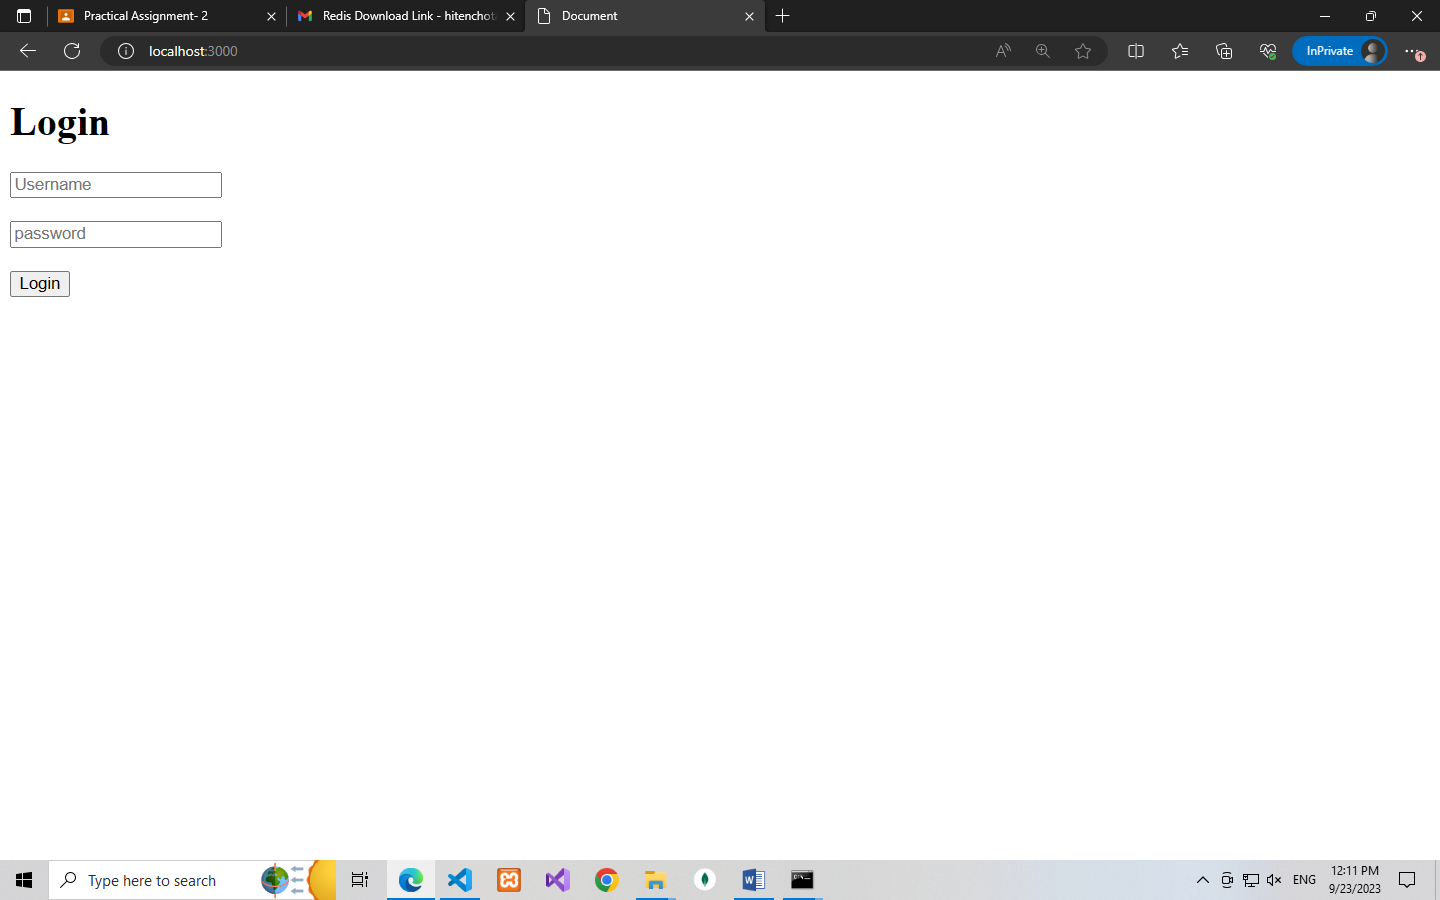 Practical Assignment- 2
Redis Download Link - hitenchot
Document
localhost:3000
InPrivate
Login
Username
password
Login
Type here to search
ENG
12:11 PM
9/23/2023